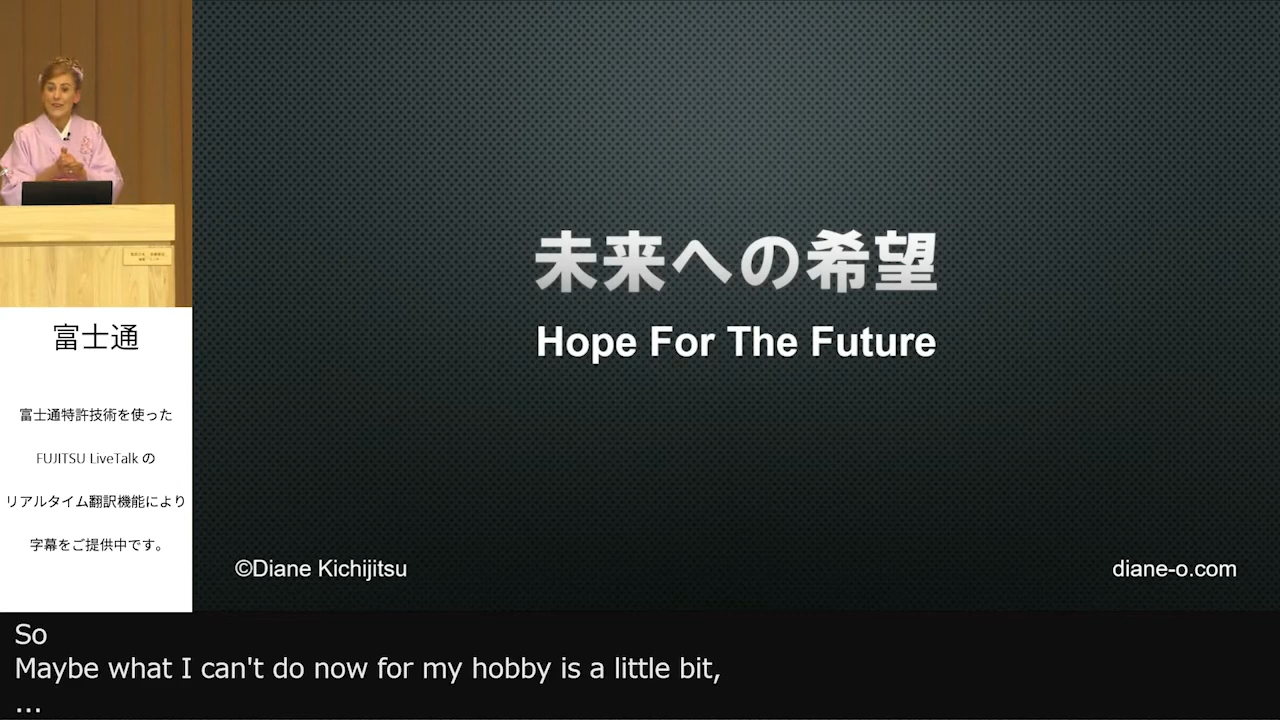 未来への希望
Hope For The Future
©Diane Kichijitsu
diane-o.com
富士通
富士通特許技術を使った
FUJITSU LiveTalk の
リアルタイム翻訳機能により
字幕をご提供中です。
So
Maybe what I can't do now for my hobby is a little bit,
...